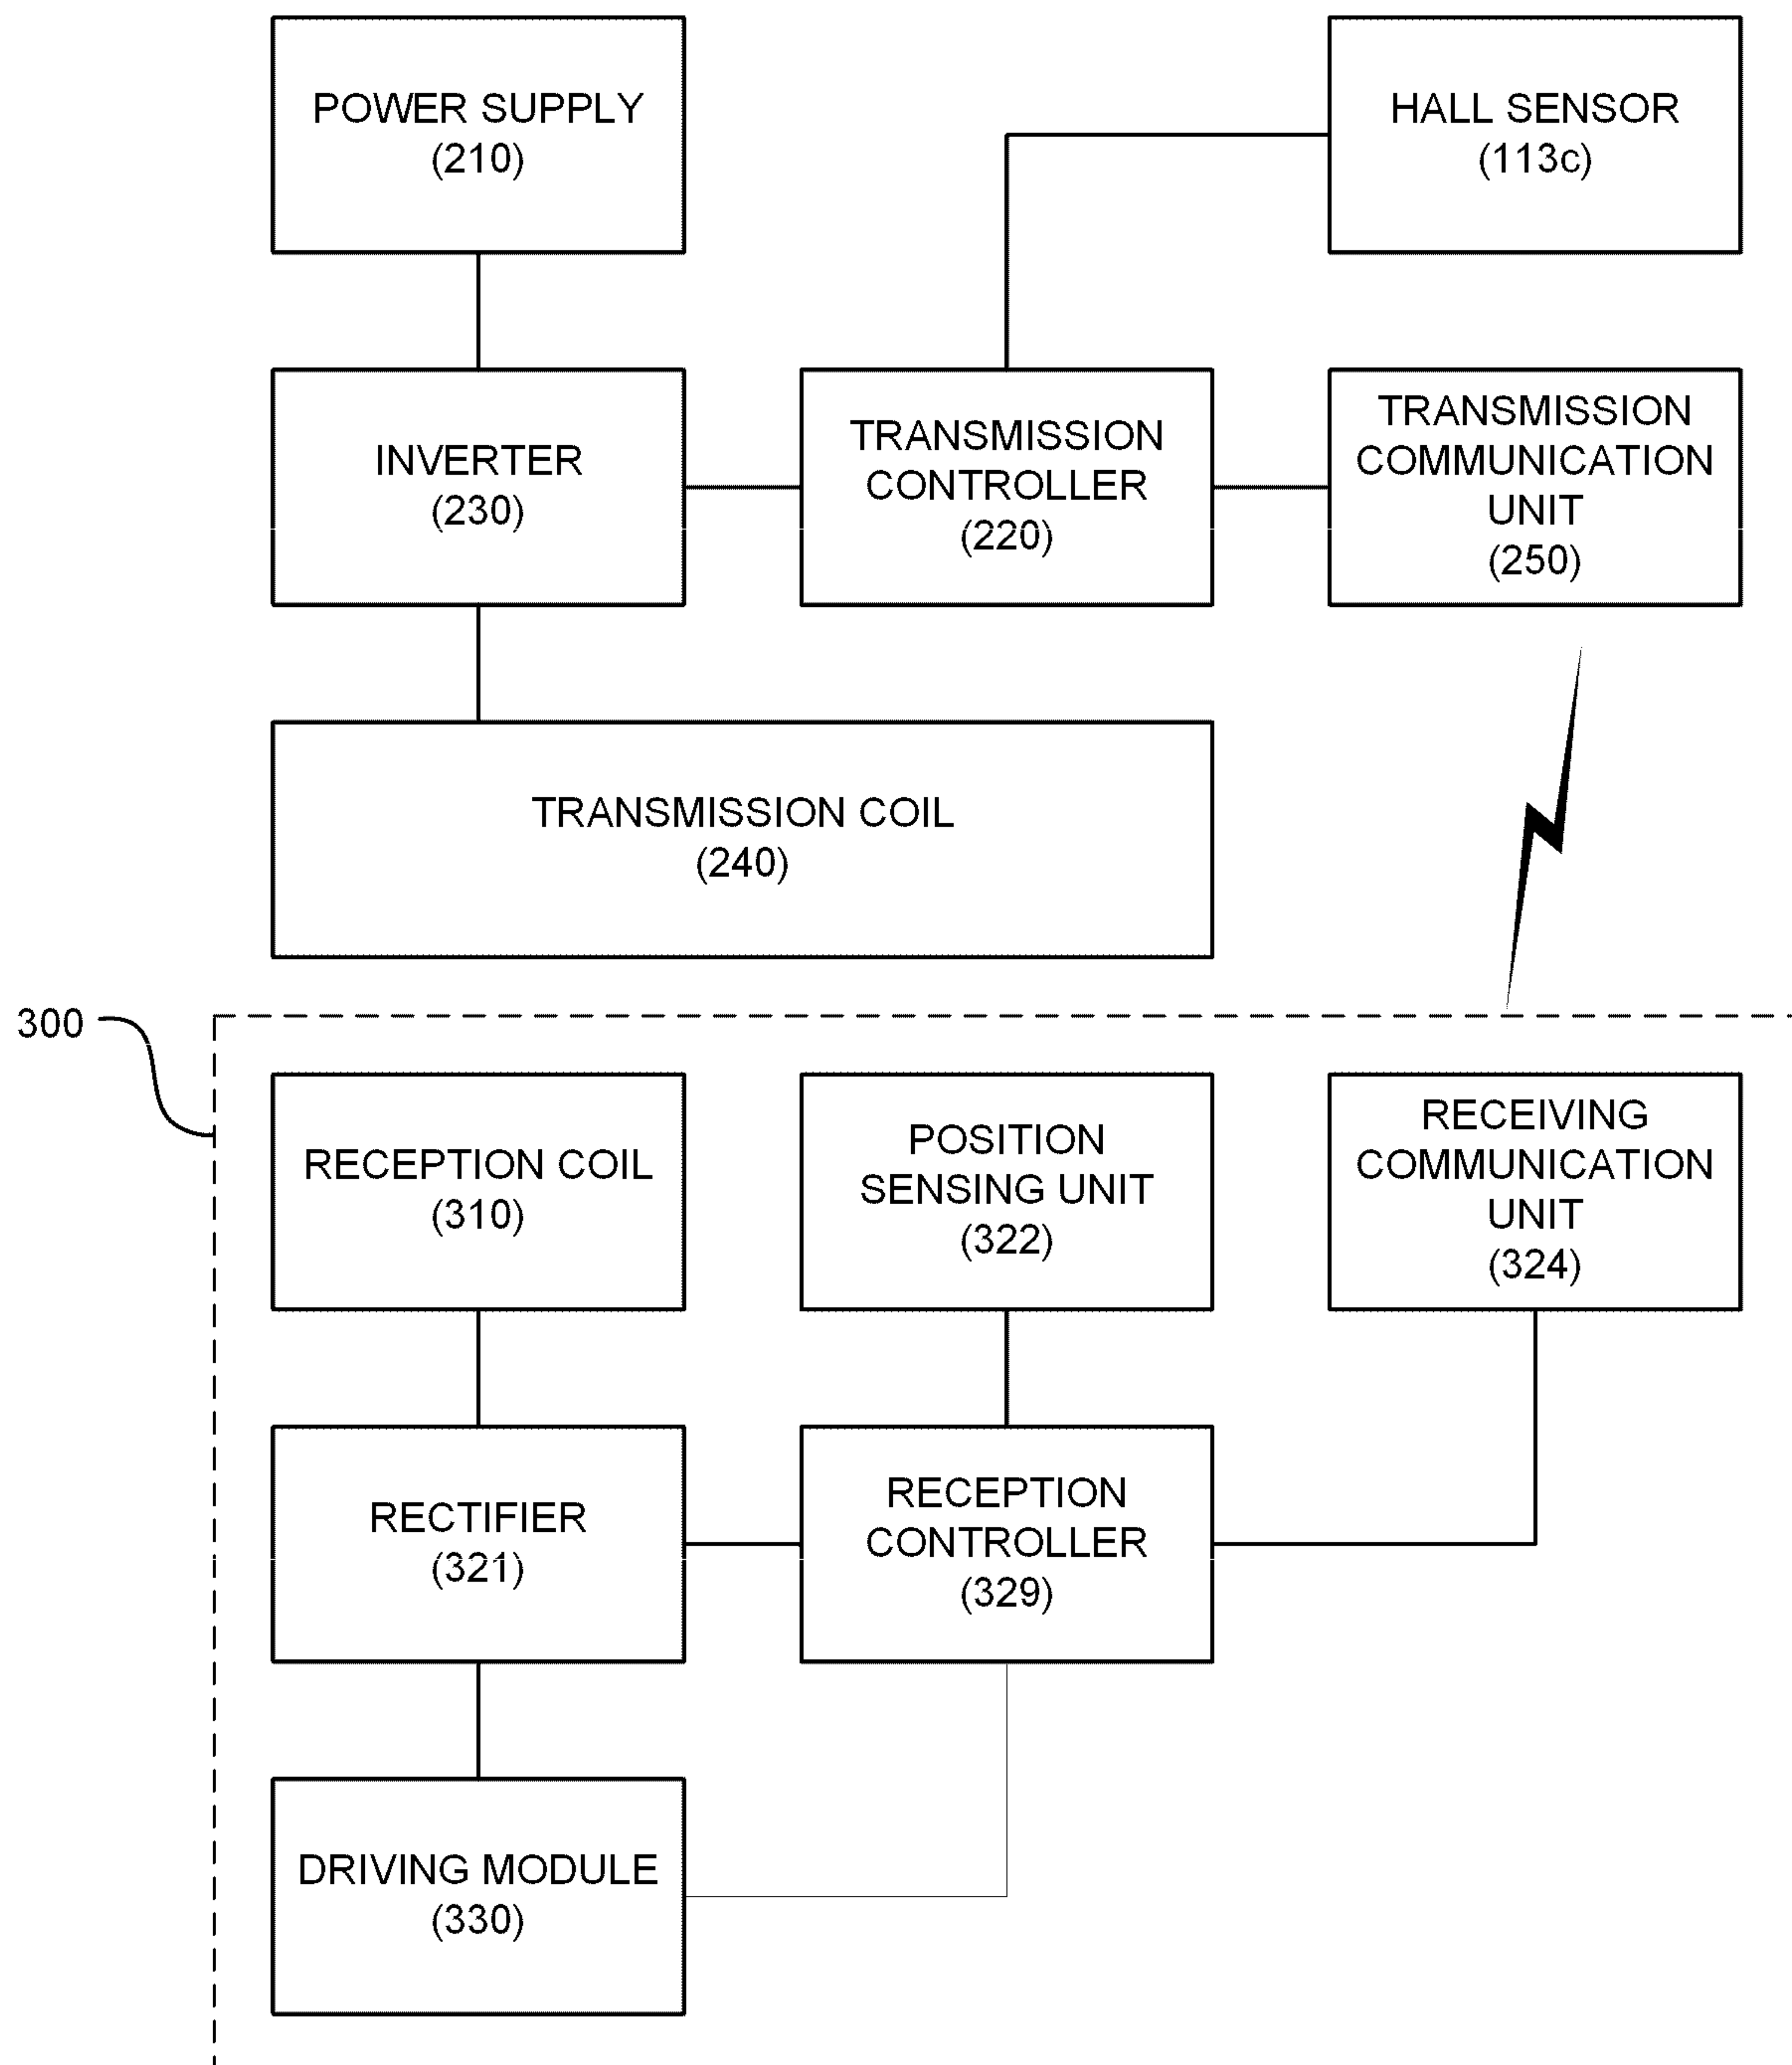 POWER SUPPLY
(210)
HALL SENSOR
(113c)
INVERTER
(230)
TRANSMISSION
CONTROLLER
(220)
TRANSMISSION
COMMUNICATION
UNIT
(250)
TRANSMISSION COIL
(240)
300
RECEPTION COIL
(310)
POSITION
SENSING UNIT
(322)
RECEIVING
COMMUNICATION
UNIT
(324)
RECTIFIER
(321)
RECEPTION
CONTROLLER
(329)
DRIVING MODULE
(330)